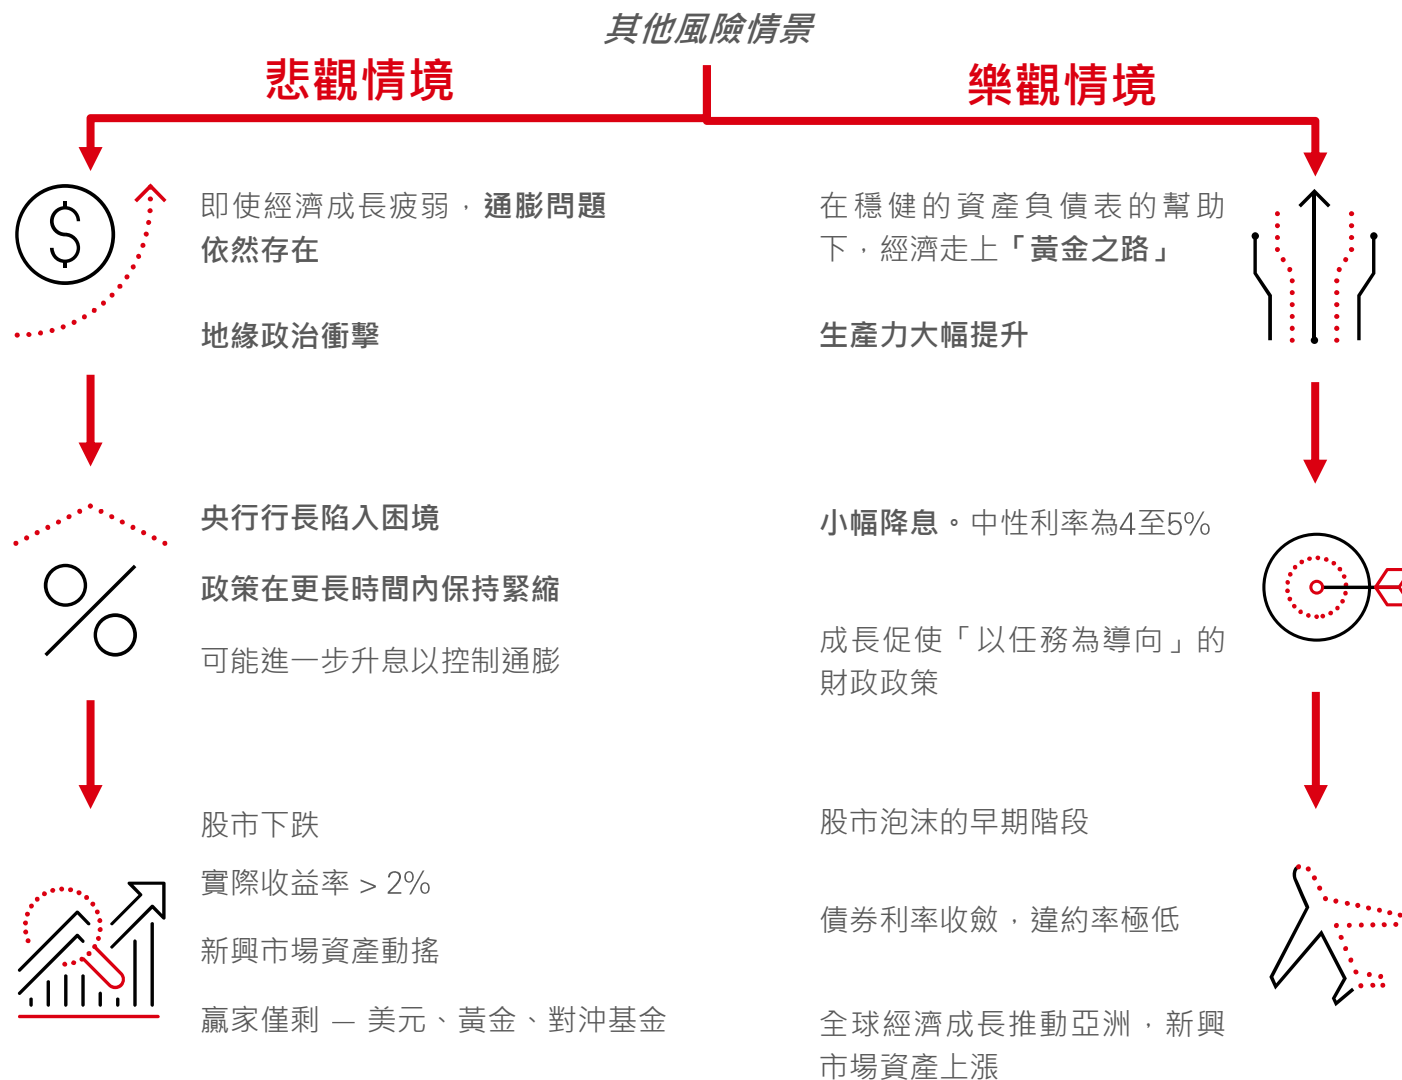 其他風險情景
悲觀情境
即使經濟成長疲弱，通膨問題
依然存在
地緣政治衝擊
央行行長陷入困境
政策在更長時間內保持緊縮
可能進一步升息以控制通膨
股市下跌
實際收益率 > 2%
新興市場資產動搖
贏家僅剩 — 美元、黃金、對沖基金
樂觀情境
在穩健的資產負債表的幫助
下，經濟走上「黃金之路」
生產力大幅提升
小幅降息。中性利率為4至5%
成長促使「以任務為導向」的
財政政策
股市泡沫的早期階段
債券利率收斂，違約率極低
全球經濟成長推動亞洲，新興
市場資產上漲